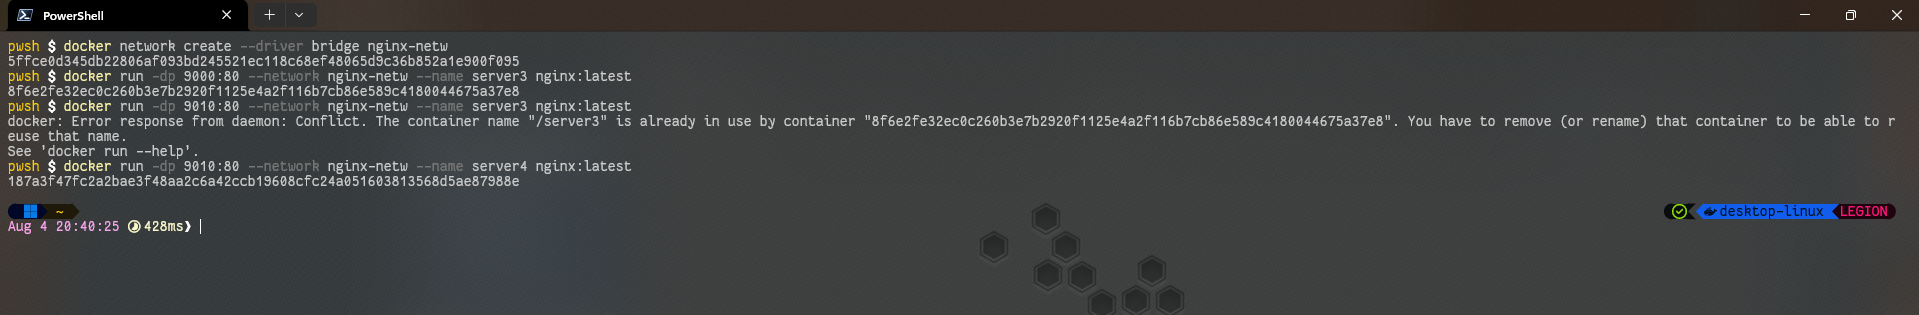 PowerShell
pwsh $ docker network create --driver bridge nginx-netw
5ffce0d345db22806af093bd245521ec118c68ef48065d9c36b852a1e900f095
pwsh $ docker run -dp 9000:80 --network nginx-netw --name server3 nginx:latest
8f6e2fe32ec0c260b3e7b2920f1125e4a2f116b7cb86e589c4180044675a37e8
pwsh $ docker run -dp 9010:80 --network nginx-netw --name server3 nginx:latest
docker: Error response from daemon: Conflict. The container name "/server3" is already in use by container "8f6e2fe32ec0c260b3e7b2920f1125e4a2f116b7cb86e589c4180044675a37e8". You have to remove (or rename) that container to be able to r
euse that name.
See 'docker run --help'.
pwsh $ docker run -dp 9010:80 --network nginx-netw --name server4 nginx:latest
187a3f47fc2a2bae3f48aa2c6a42ccb19608cfc24a051603813568d5ae87988e
~ desktop-linux LEGION
Aug 4 20:40:25 428ms❯